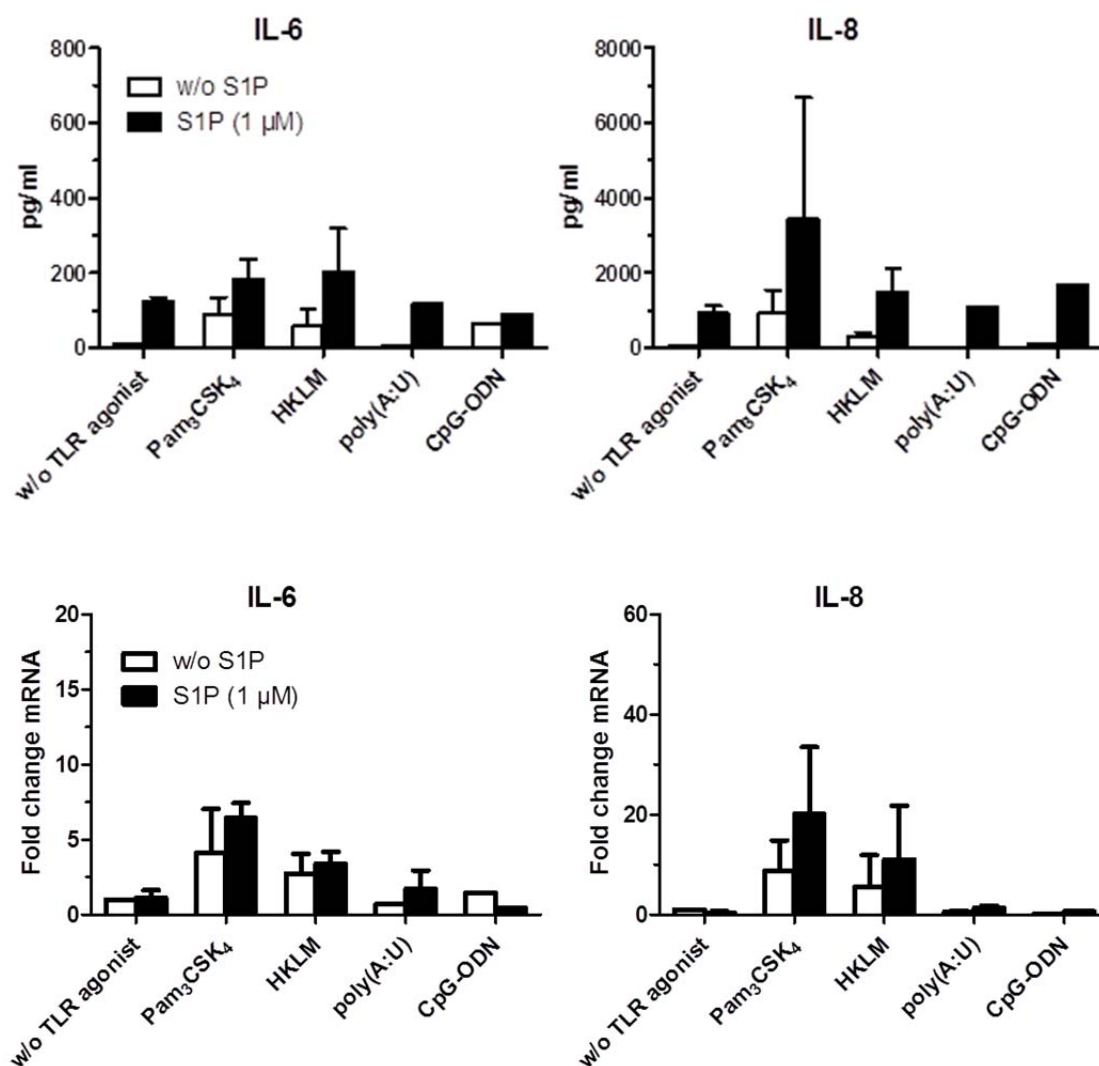 IL-6
800
600
400
200
0
pg/ml
w/o S1P
S1P (1 µM)
w/o TLR agonist
Pam₃CSK₄
HKLM
poly(A:U)
CpG-ODN
IL-8
8000
6000
4000
2000
0
pg/ml
w/o TLR agonist
Pam₃CSK₄
HKLM
poly(A:U)
CpG-ODN
IL-6
20
15
10
5
0
Fold change mRNA
w/o S1P
S1P (1 µM)
w/o TLR agonist
Pam₃CSK₄
HKLM
poly(A:U)
CpG-ODN
IL-8
60
40
20
0
Fold change mRNA
w/o TLR agonist
Pam₃CSK₄
HKLM
poly(A:U)
CpG-ODN